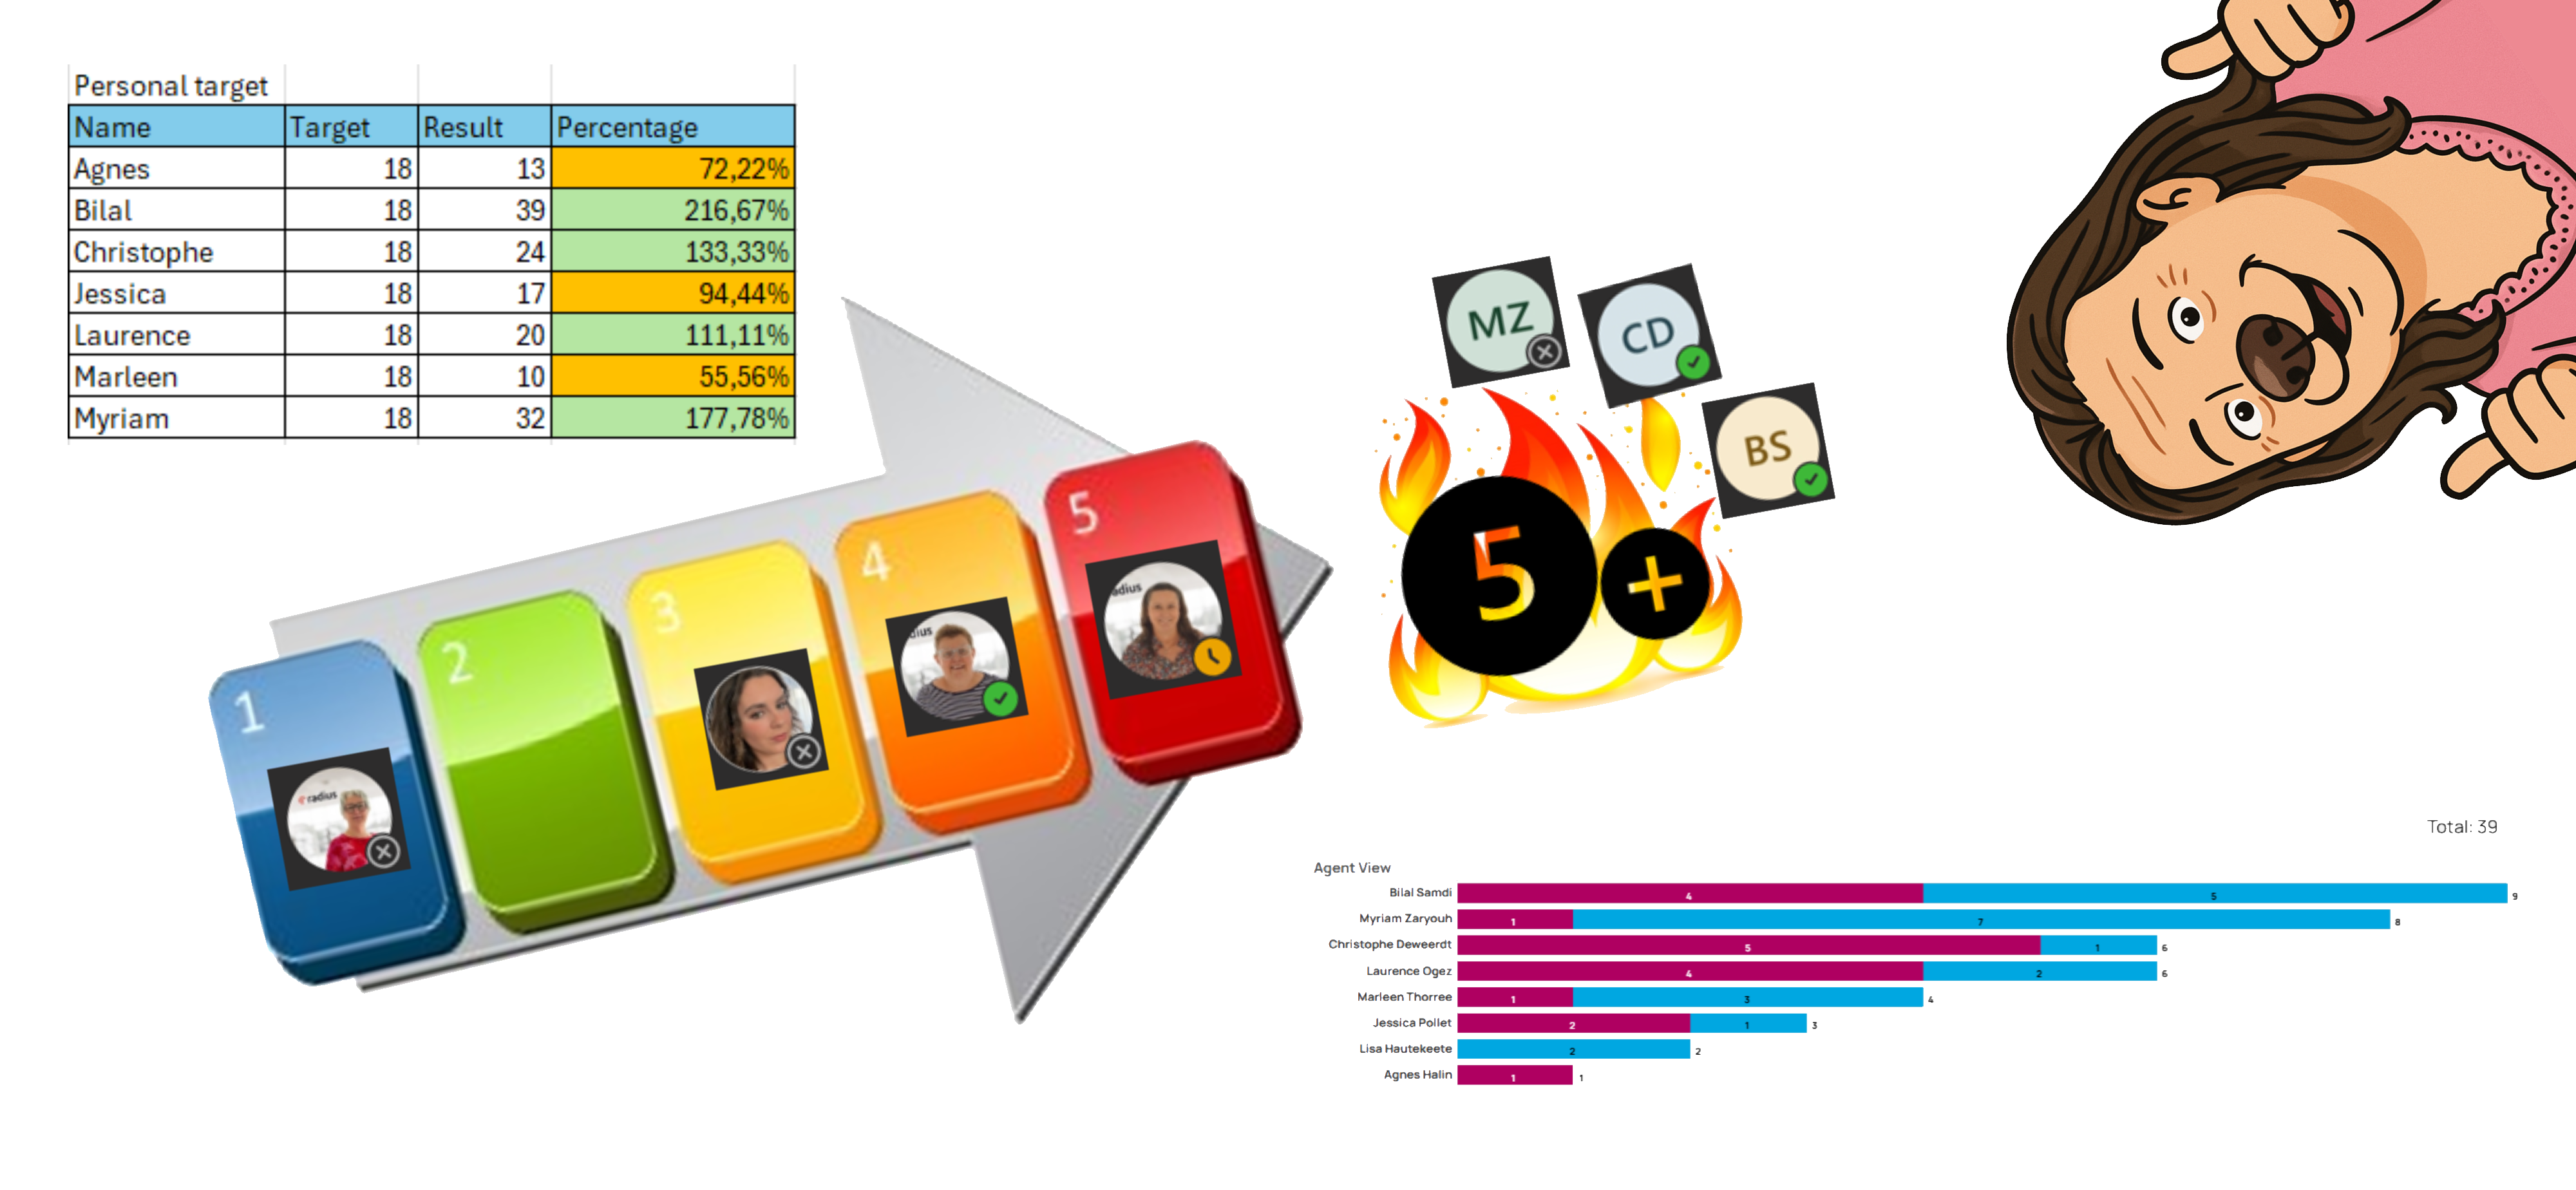 Personal target
Name Target Result Percentage
Agnes 18 13 72,22%
Bilal 18 39 216,67%
Christophe 18 24 133,33%
Jessica 18 17 94,44%
Laurence 18 20 111,11%
Marleen 18 10 55,56%
Myriam 18 32 177,78%
MZ
CD
BS
5 +
5
adius
4
dius
3
2
1
radius
Total: 39
Agent View
Bilal Samdi 4 5 9
Myriam Zaryouh 1 7 8
Christophe Deweerdt 5 1 6
Laurence Ogez 4 2 6
Marleen Thorree 1 3 4
Jessica Pollet 2 1 3
Lisa Hautekeete 2 2
Agnes Halin 1 1